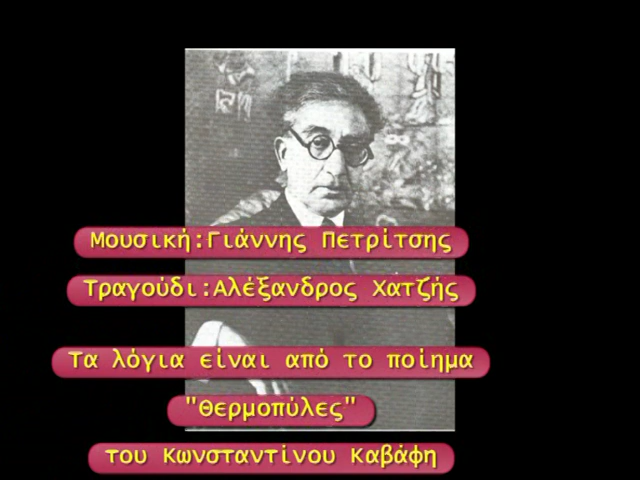 Μουσική:Γιάννης Πετρίτσης
Τραγούδι:Αλέξανδρος Χατζής
Τα λόγια είναι από το ποίημα
"Θερμοπύλες"
του Κωνσταντίνου Καβάφη